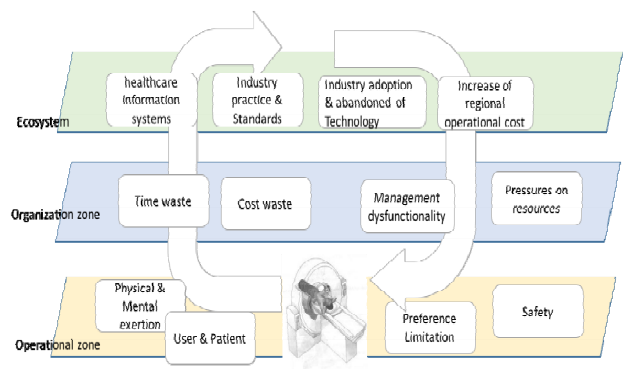 healthcare
Information
systems
Industry
practice &
Standards
Industry adoption
& abandoned of
Technology
Increase of
regional
operational cost
Ecosystem
Time waste
Cost waste
Management
dysfunctionality
Pressures on
resources
Organization zone
Physical &
Mental
exertion
User & Patient
Preference
Limitation
Safety
Operational zone